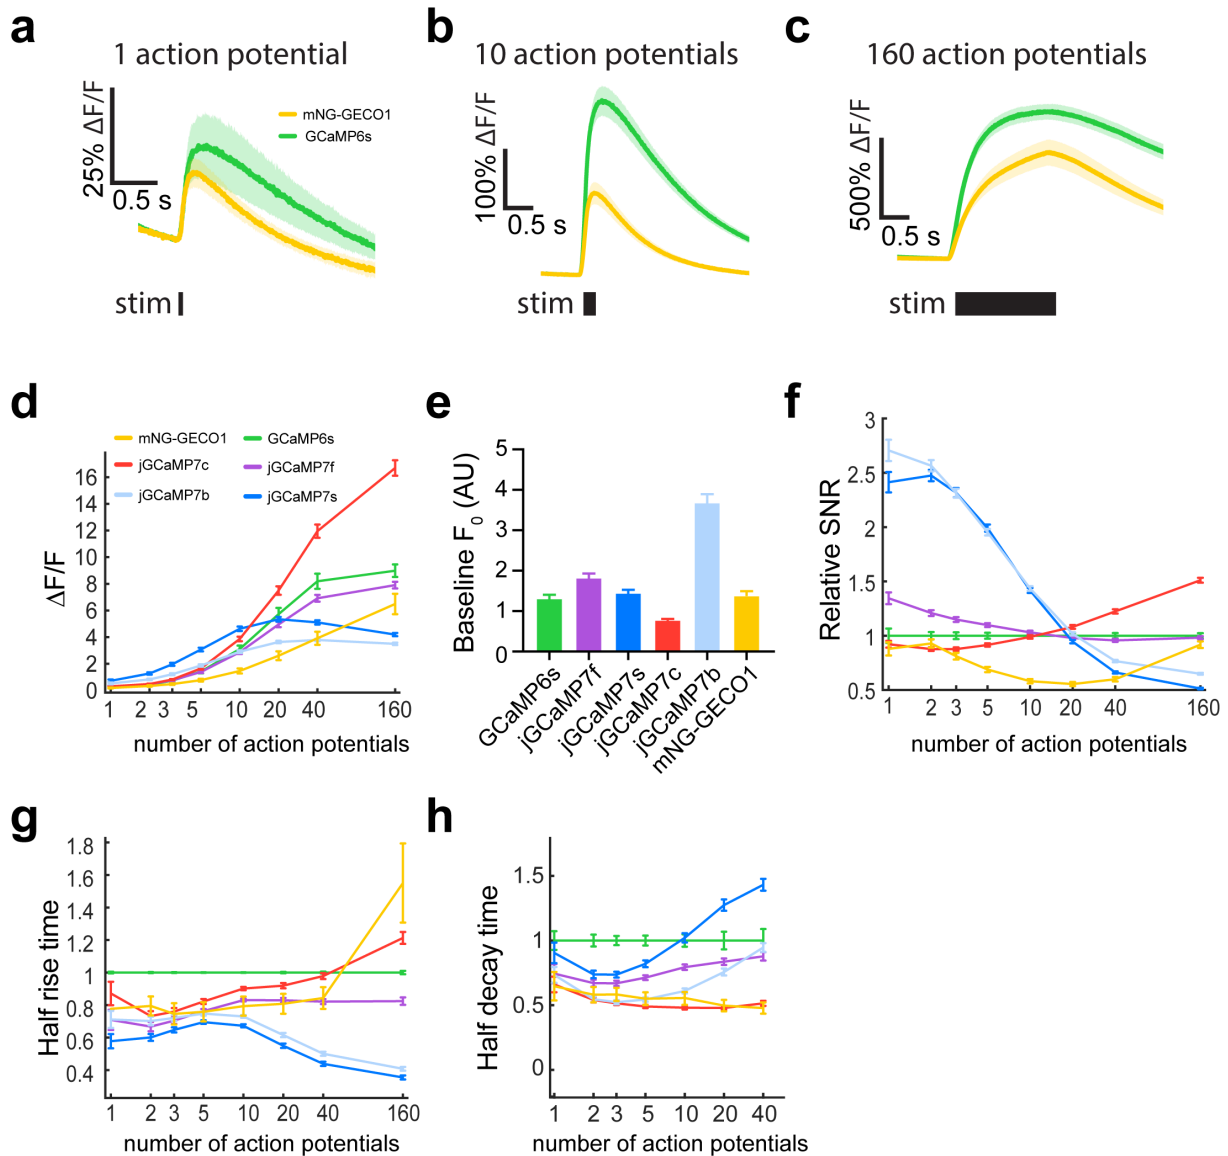 a
1 action potential
25% ΔF/F
0.5 s
mNG-GECO1
GCaMP6s
stim
b
10 action potentials
100% ΔF/F
0.5 s
stim
c
160 action potentials
500% ΔF/F
0.5 s
stim
d
mNG-GECO1
GCaMP6s
jGCaMP7c
jGCaMP7f
jGCaMP7b
jGCaMP7s
ΔF/F
16
14
12
10
8
6
4
2
0
1 2 3 5 10 20 40 160
number of action potentials
e
Baseline F0 (AU)
5
4
3
2
1
0
GCaMP6s
jGCaMP7f
jGCaMP7s
jGCaMP7c
jGCaMP7b
mNG-GECO1
f
Relative SNR
3
2.5
2
1.5
1
0.5
1 2 3 5 10 20 40 160
number of action potentials
g
Half rise time
1.8
1.6
1.4
1.2
1
0.8
0.6
0.4
1 2 3 5 10 20 40 160
number of action potentials
h
Half decay time
1.5
1
0.5
0
1 2 3 5 10 20 40
number of action potentials